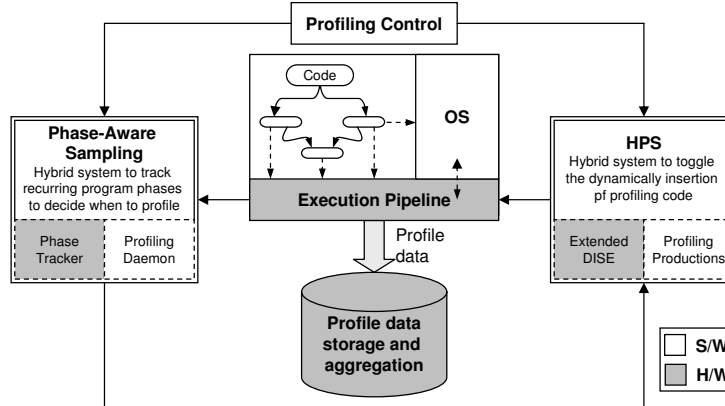 Profiling Control
Code
OS
Execution Pipeline
Phase-Aware
Sampling
Hybrid system to track
recurring program phases
to decide when to profile
Phase
Tracker
Profiling
Daemon
HPS
Hybrid system to toggle
the dynamically insertion
pf profiling code
Extended
DISE
Profiling
Productions
Profile
data
Profile data
storage and
aggregation
S/W
H/W